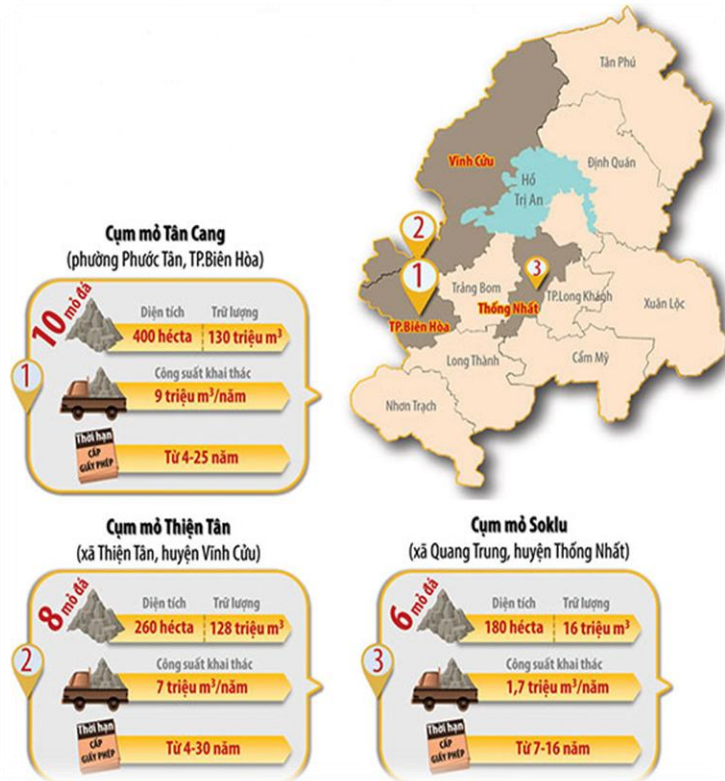 Tân Phú
Vĩnh Cửu
Định Quán
Hồ
Trị An
2
1
3
Trảng Bom
TP.Long Khánh
Xuân Lộc
TP.Biên Hòa
Thống Nhất
Long Thành
Cẩm Mỹ
Nhơn Trạch
Cụm mỏ Tân Cang
(phường Phước Tân, TP.Biên Hòa)
10 mỏ đá
Diện tích Trữ lượng
400 hécta 130 triệu m³
1
Công suất khai thác
9 triệu m³/năm
Thời hạn
CẤP
GIẤY PHÉP
Từ 4-25 năm
Cụm mỏ Thiện Tân
(xã Thiện Tân, huyện Vĩnh Cửu)
8 mỏ đá
Diện tích Trữ lượng
260 hécta 128 triệu m³
2
Công suất khai thác
7 triệu m³/năm
Thời hạn
CẤP
GIẤY PHÉP
Từ 4-30 năm
Cụm mỏ Soklu
(xã Quang Trung, huyện Thống Nhất)
6 mỏ đá
Diện tích Trữ lượng
180 hécta 16 triệu m³
3
Công suất khai thác
1,7 triệu m³/năm
Thời hạn
CẤP
GIẤY PHÉP
Từ 7-16 năm